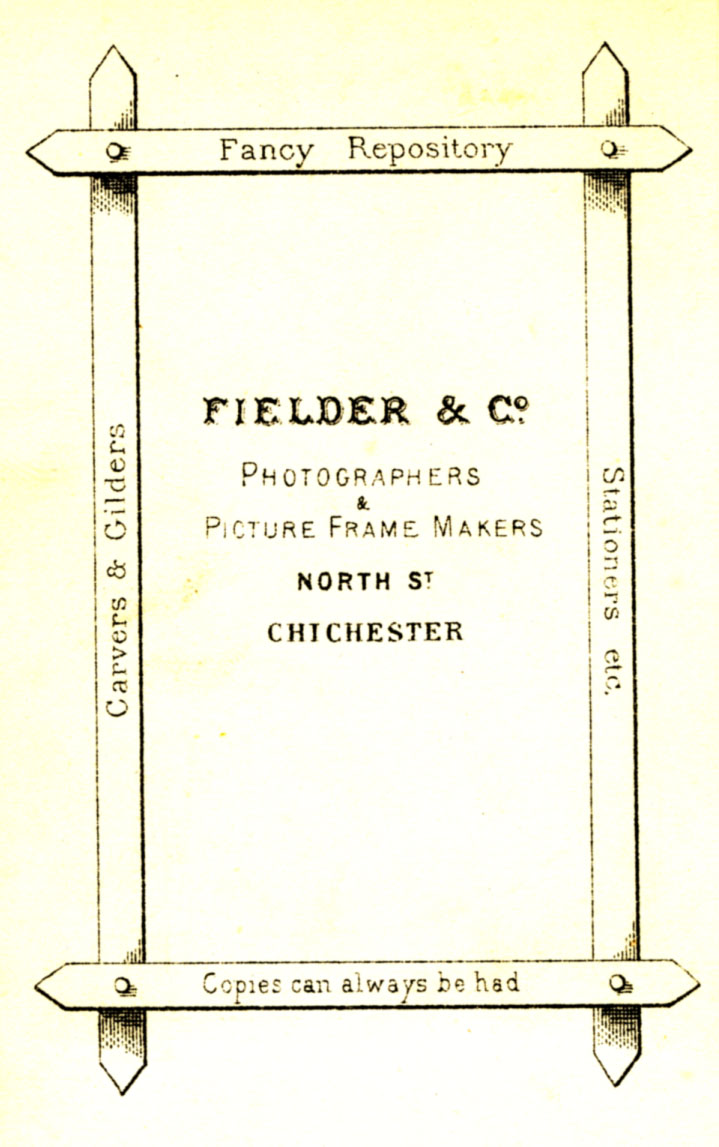 Fancy Repository
Carvers & Gilders
FIELDER & Cº.
PHOTOGRAPHERS
&
PICTURE FRAME MAKERS
NORTH ST
CHICHESTER
Stationers etc.
Copies can always be had